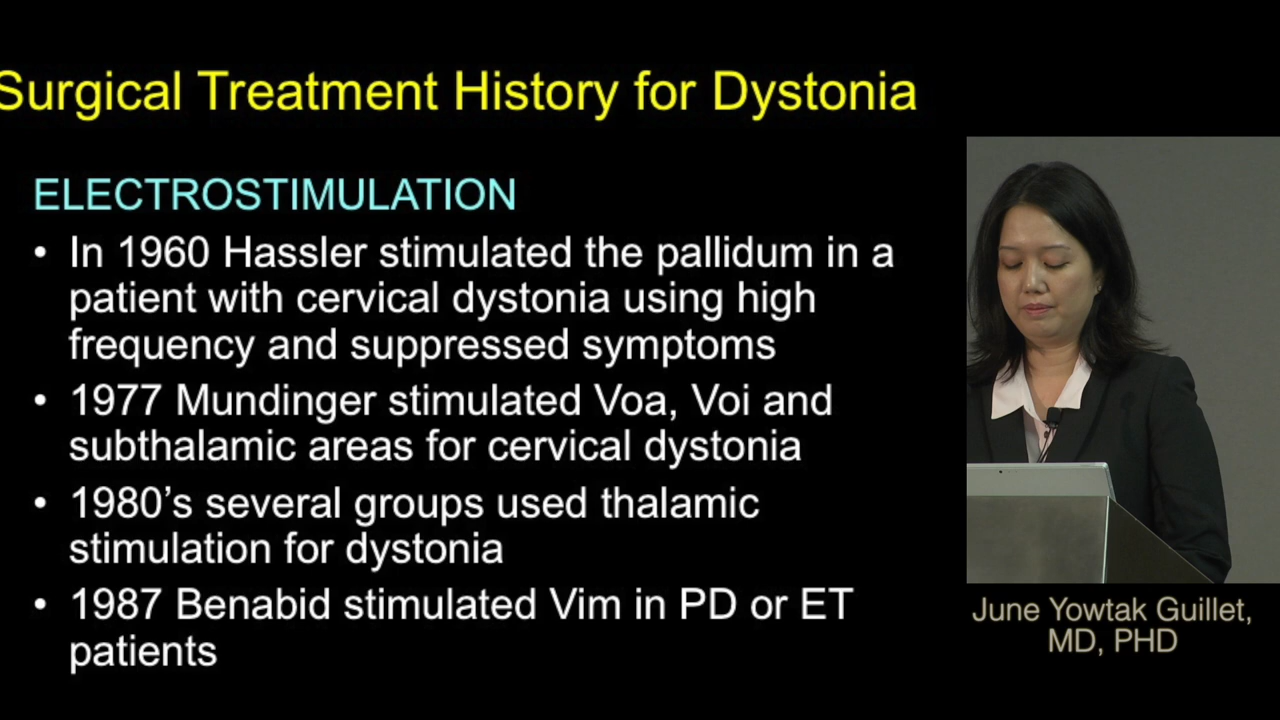 Surgical Treatment History for Dystonia
ELECTROSTIMULATION
• In 1960 Hassler stimulated the pallidum in a
patient with cervical dystonia using high
frequency and suppressed symptoms
• 1977 Mundinger stimulated Voa, Voi and
subthalamic areas for cervical dystonia
• 1980’s several groups used thalamic
stimulation for dystonia
• 1987 Benabid stimulated Vim in PD or ET
patients
June Yowtak Guillet,
MD, PHD